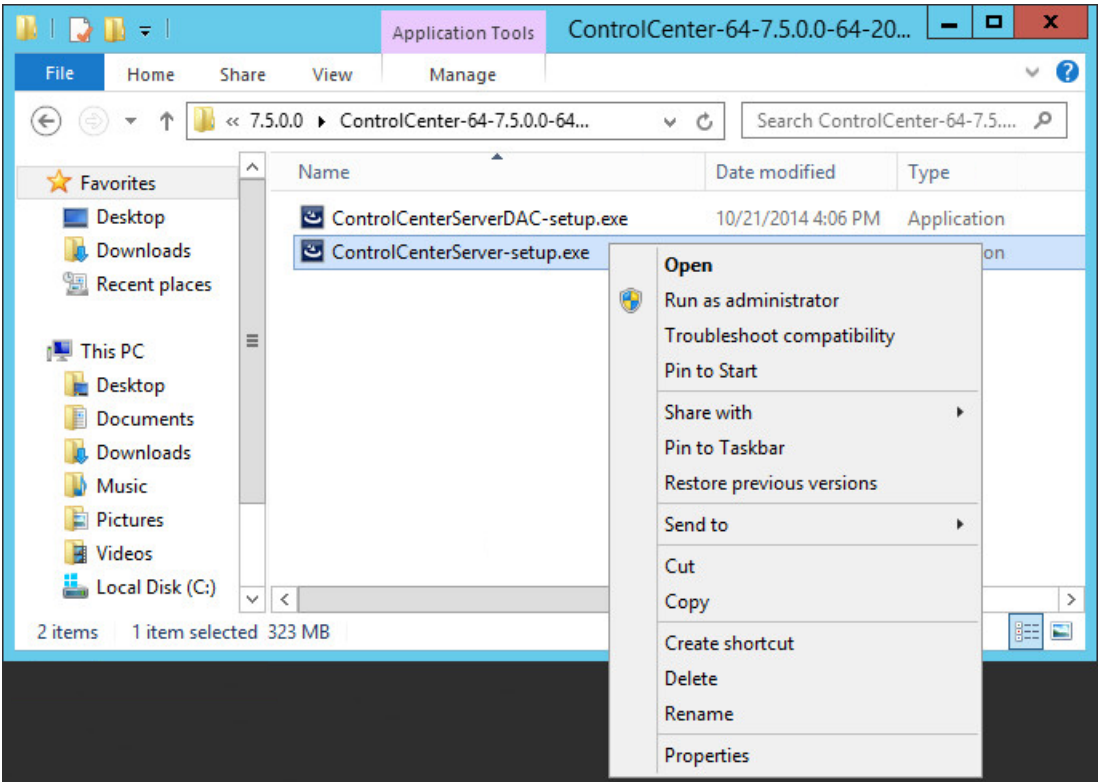 Application Tools
ControlCenter-64-7.5.0.0-64-20...
File Home Share View Manage
« 7.5.0.0 ControlCenter-64-7.5.0.0-64... Search ControlCenter-64-7.5....
Name Date modified Type
Favorites
Desktop
Downloads
Recent places
This PC
Desktop
Documents
Downloads
Music
Pictures
Videos
Local Disk (C:)
ControlCenterServerDAC-setup.exe 10/21/2014 4:06 PM Application
ControlCenterServer-setup.exe on
Open
Run as administrator
Troubleshoot compatibility
Pin to Start
Share with
Pin to Taskbar
Restore previous versions
Send to
Cut
Copy
Create shortcut
Delete
Rename
Properties
2 items 1 item selected 323 MB